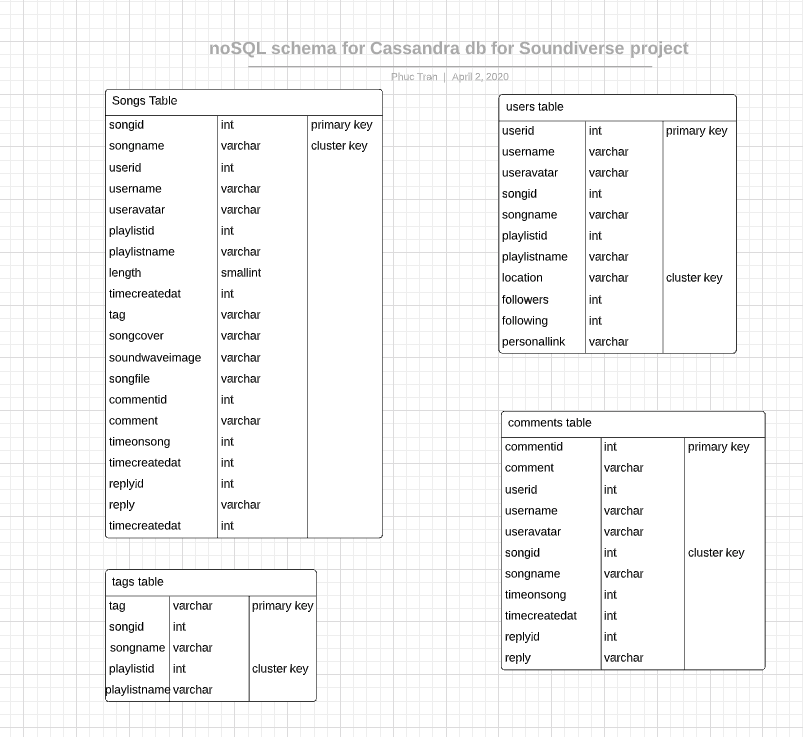 noSQL schema for Cassandra db for Soundiverse project
Phuc Tran | April 2, 2020
Songs Table
songid int primary key
songname varchar cluster key
userid int
username varchar
useravatar varchar
playlistid int
playlistname varchar
length smallint
timecreatedat int
tag varchar
songcover varchar
soundwaveimage varchar
songfile varchar
commentid int
comment varchar
timeonsong int
timecreatedat int
replyid int
reply varchar
timecreatedat int
users table
userid int primary key
username varchar
useravatar varchar
songid int
songname varchar
playlistid int
playlistname varchar
location varchar cluster key
followers int
following int
personallink varchar
tags table
tag varchar primary key
songid int
songname varchar
playlistid int cluster key
playlistname varchar
comments table
commentid int primary key
comment varchar
userid int
username varchar
useravatar varchar
songid int cluster key
songname varchar
timeonsong int
timecreatedat int
replyid int
reply varchar